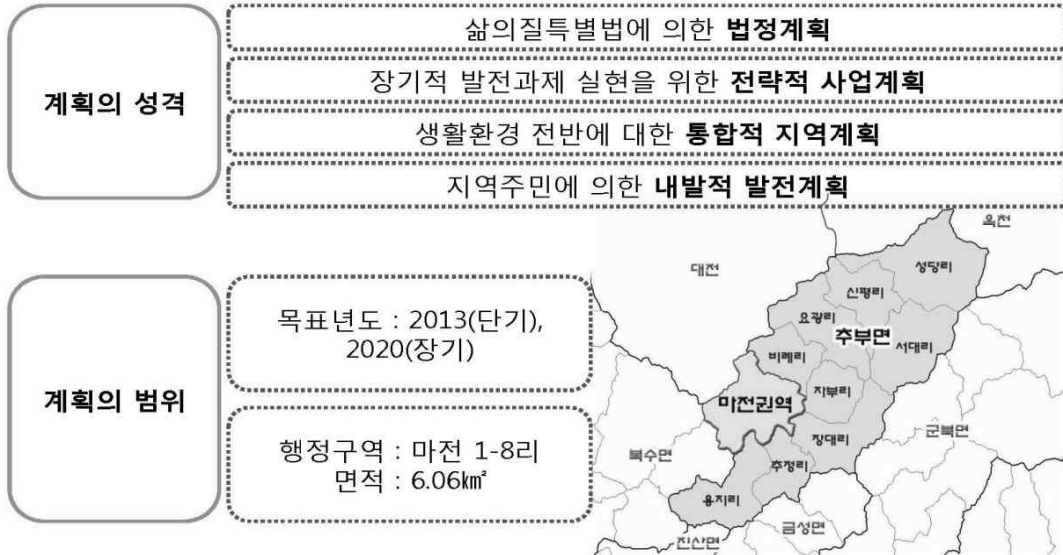 계획의 성격
삶의질특별법에 의한 법정계획
장기적 발전과제 실현을 위한 전략적 사업계획
생활환경 전반에 대한 통합적 지역계획
지역주민에 의한 내발적 발전계획
계획의 범위
목표년도 : 2013(단기),
2020(장기)
행정구역 : 마전 1-8리
면적 : 6.06㎢
옥천
대전
성당리
신평리
요광리
추부면
서대리
비례리
자부리
마전권역
장대리
군북면
복수면
추정리
용지리
금성면
진산면